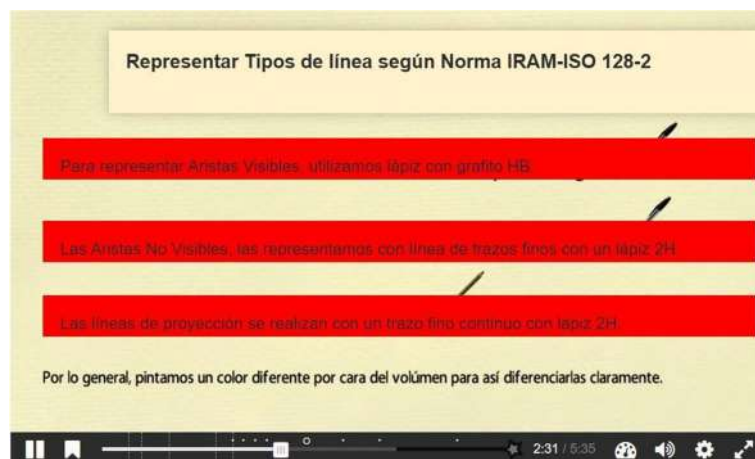 Representar Tipos de línea según Norma IRAM-ISO 128-2
Para representar Aristas Visibles, utilizamos lápiz con grafito HB
Las Aristas No Visibles, las representamos con línea de trazos finos con un lápiz 2H
Las líneas de proyección se realizan con un trazo fino continuo con lápiz 2H.
Por lo general, pintamos un color diferente por cara del volúmen para así diferenciarlas claramente.
2:31 / 5:35